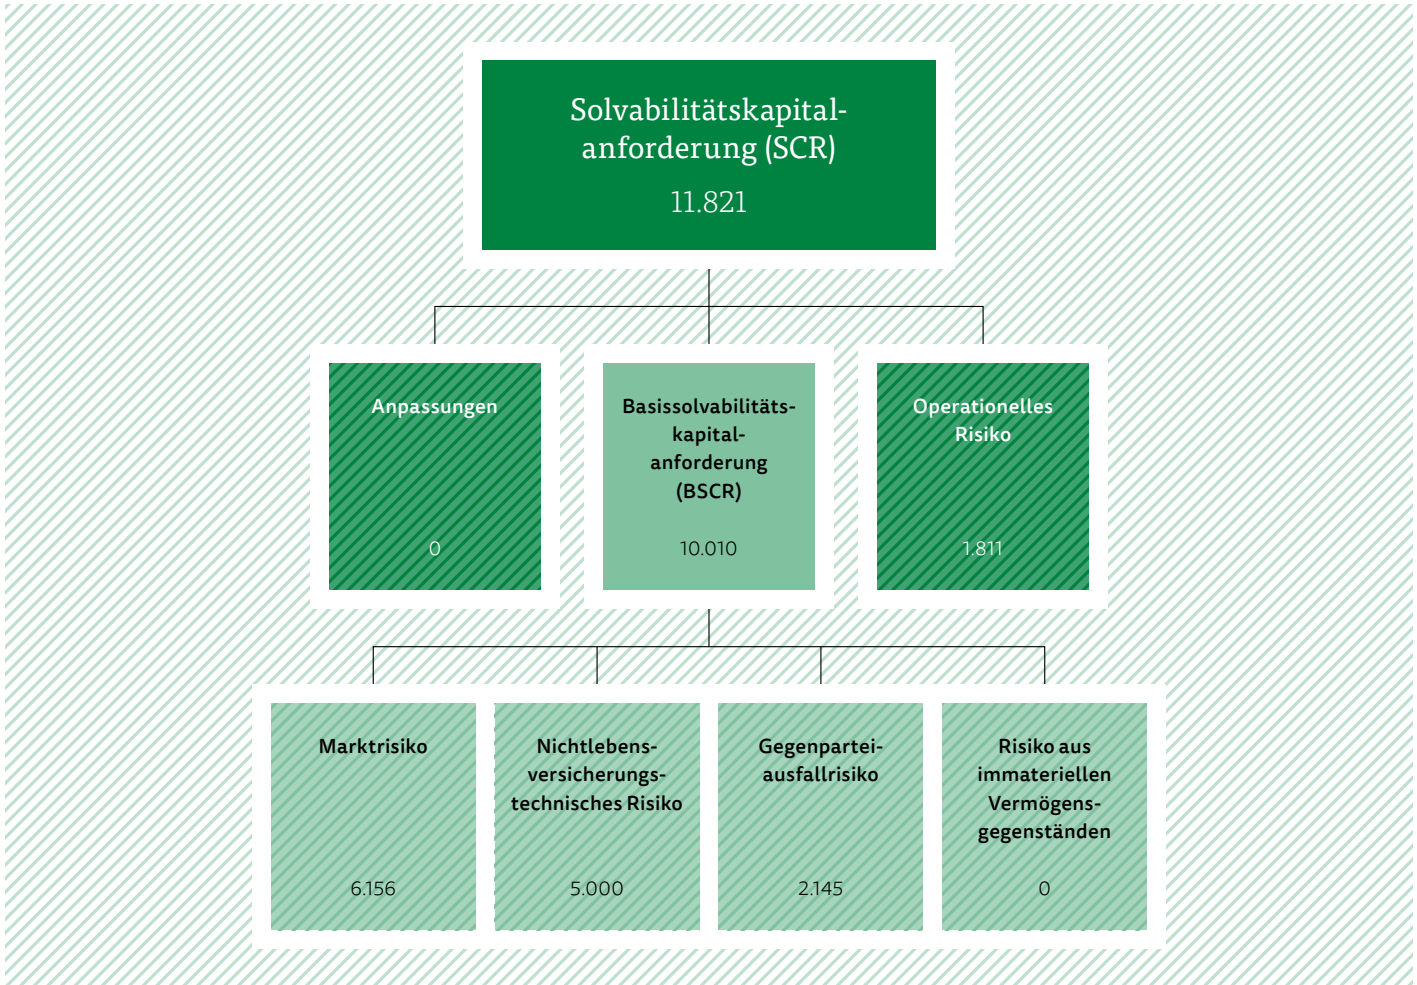 Solvabilitätskapital-
anforderung (SCR)
11.821
Anpassungen
0
Basissolvabilitäts-
kapital-
anforderung
(BSCR)
10.010
Operationelles
Risiko
1.811
Marktrisiko
6.156
Nichtlebens-
versicherungs-
technisches Risiko
5.000
Gegenpartei-
ausfallrisiko
2.145
Risiko aus
immateriellen
Vermögens-
gegenständen
0